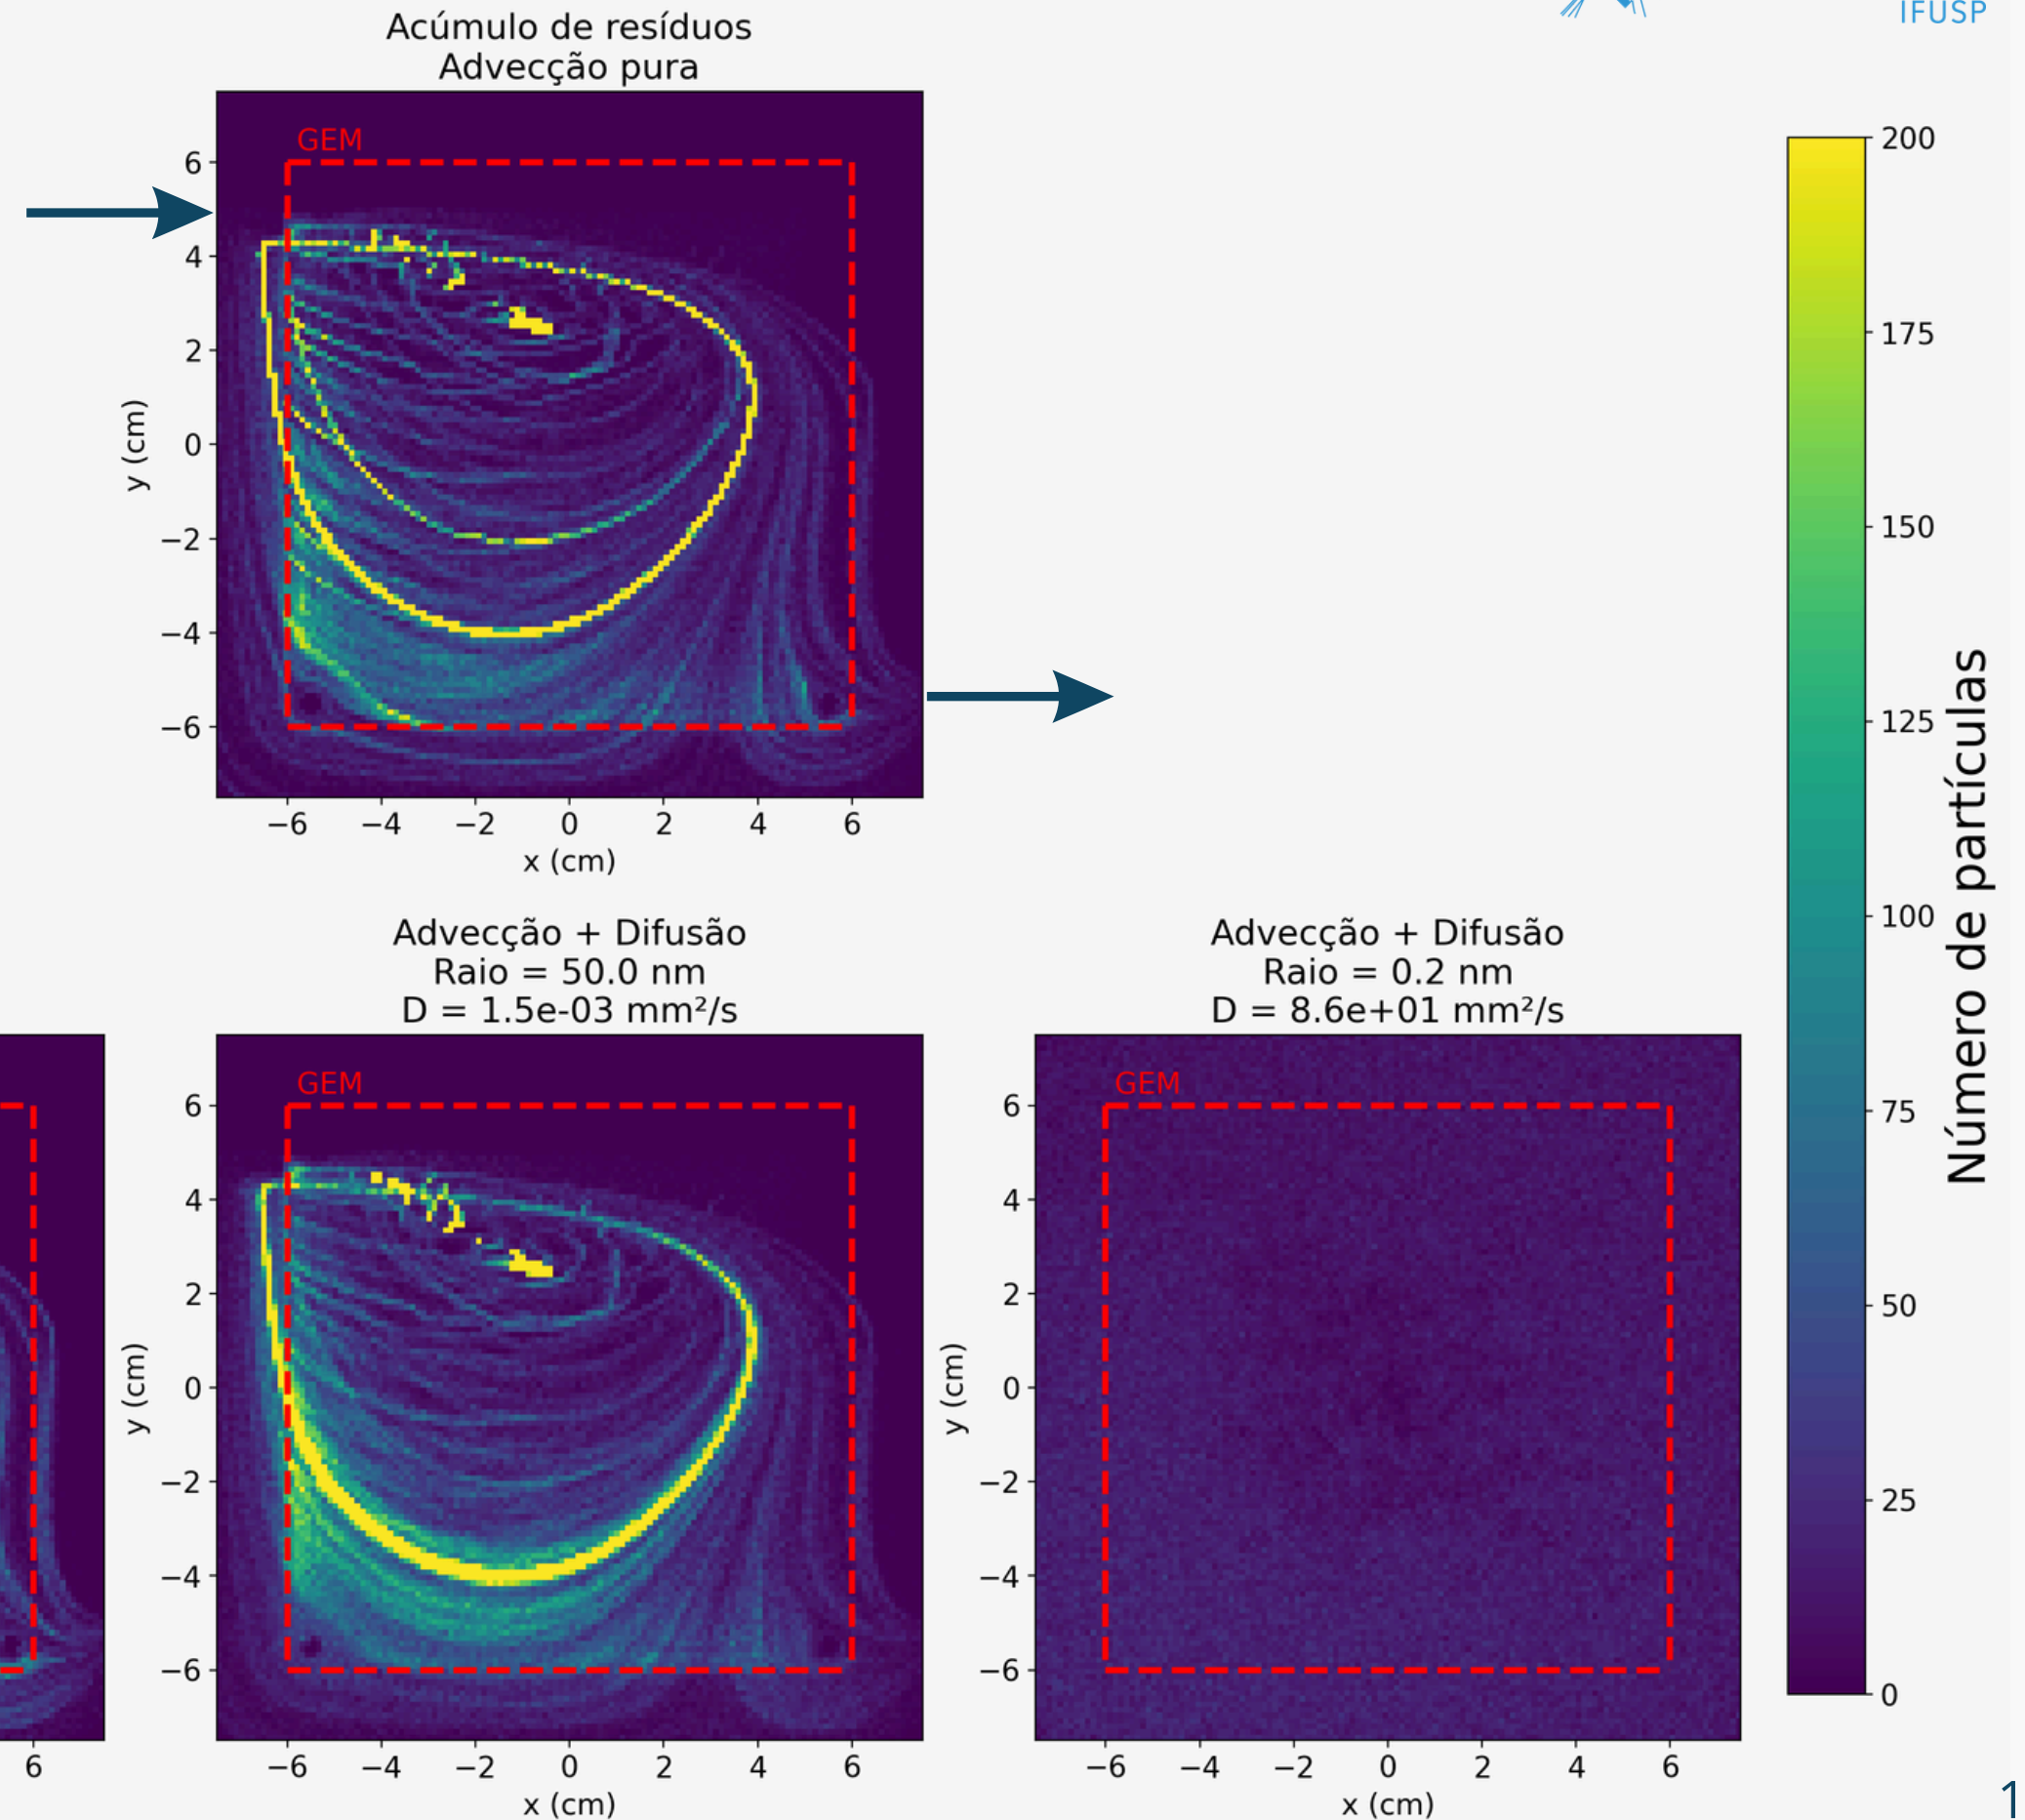 IFUSP
Acúmulo de resíduos
Advecção pura
GEM
6
4
2
0
−2
−4
−6
y (cm)
−6 −4 −2 0 2 4 6
x (cm)
200
175
150
125
100
75
50
25
0
Número de partículas
6
Advecção + Difusão
Raio = 50.0 nm
D = 1.5e-03 mm²/s
GEM
6
4
2
0
−2
−4
−6
y (cm)
−6 −4 −2 0 2 4 6
x (cm)
Advecção + Difusão
Raio = 0.2 nm
D = 8.6e+01 mm²/s
GEM
6
4
2
0
−2
−4
−6
y (cm)
−6 −4 −2 0 2 4 6
x (cm)
1